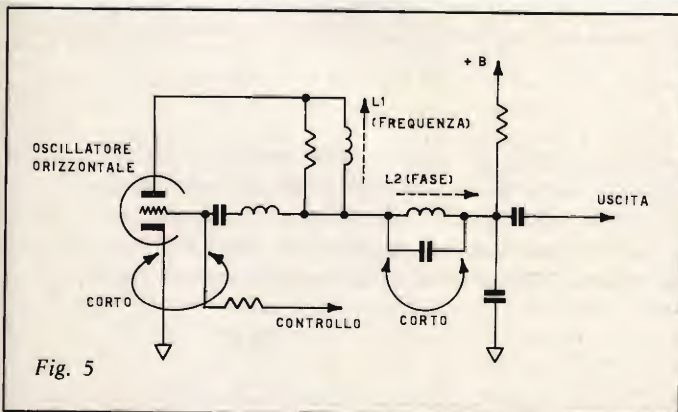 + B
L1
(FREQUENZA)
OSCILLATORE
ORIZZONTALE
L2 (FASE)
USCITA
CORTO
CONTROLLO
CORTO
Fig. 5